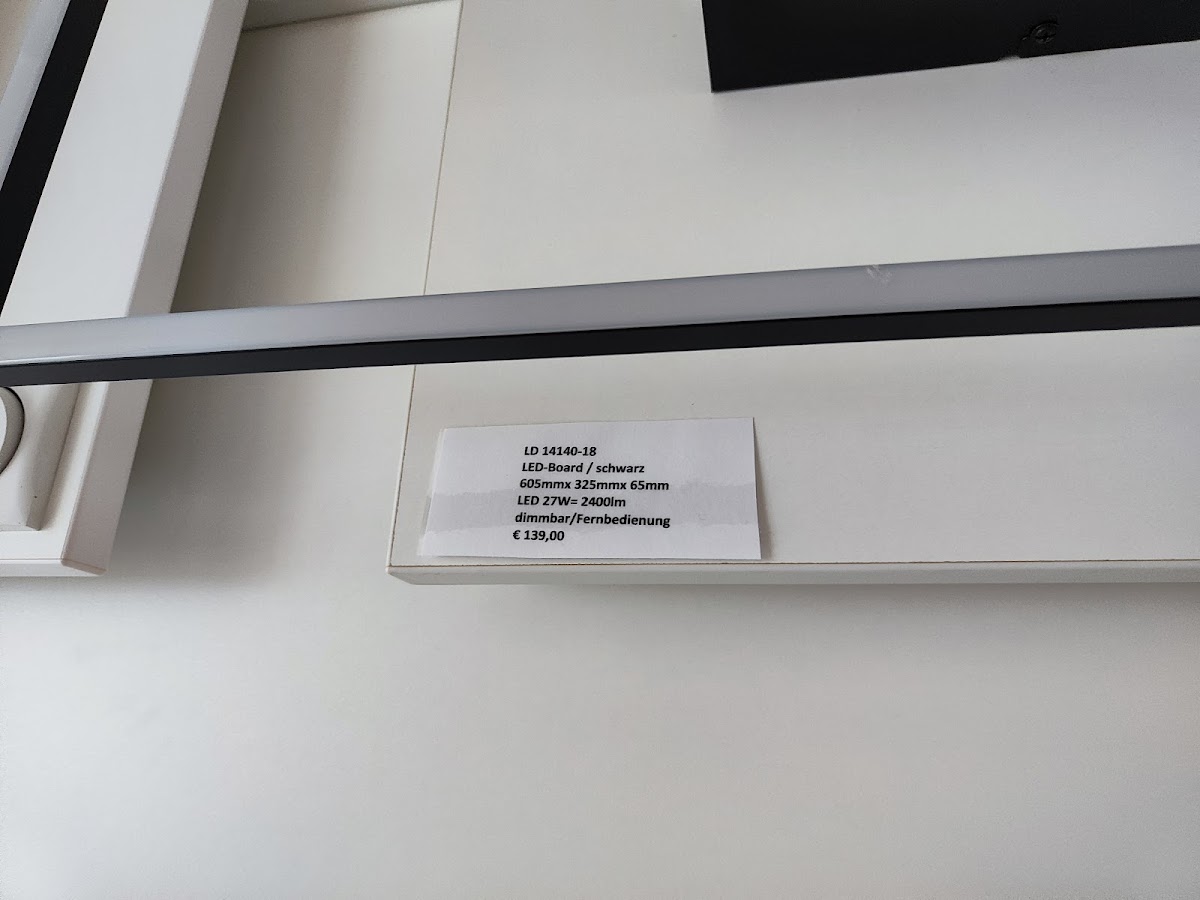 LD 14140-18
LED-Board / schwarz
605mmx 325mmx 65mm
LED 27W= 2400lm
dimmbar/Fernbedienung
€ 139,00